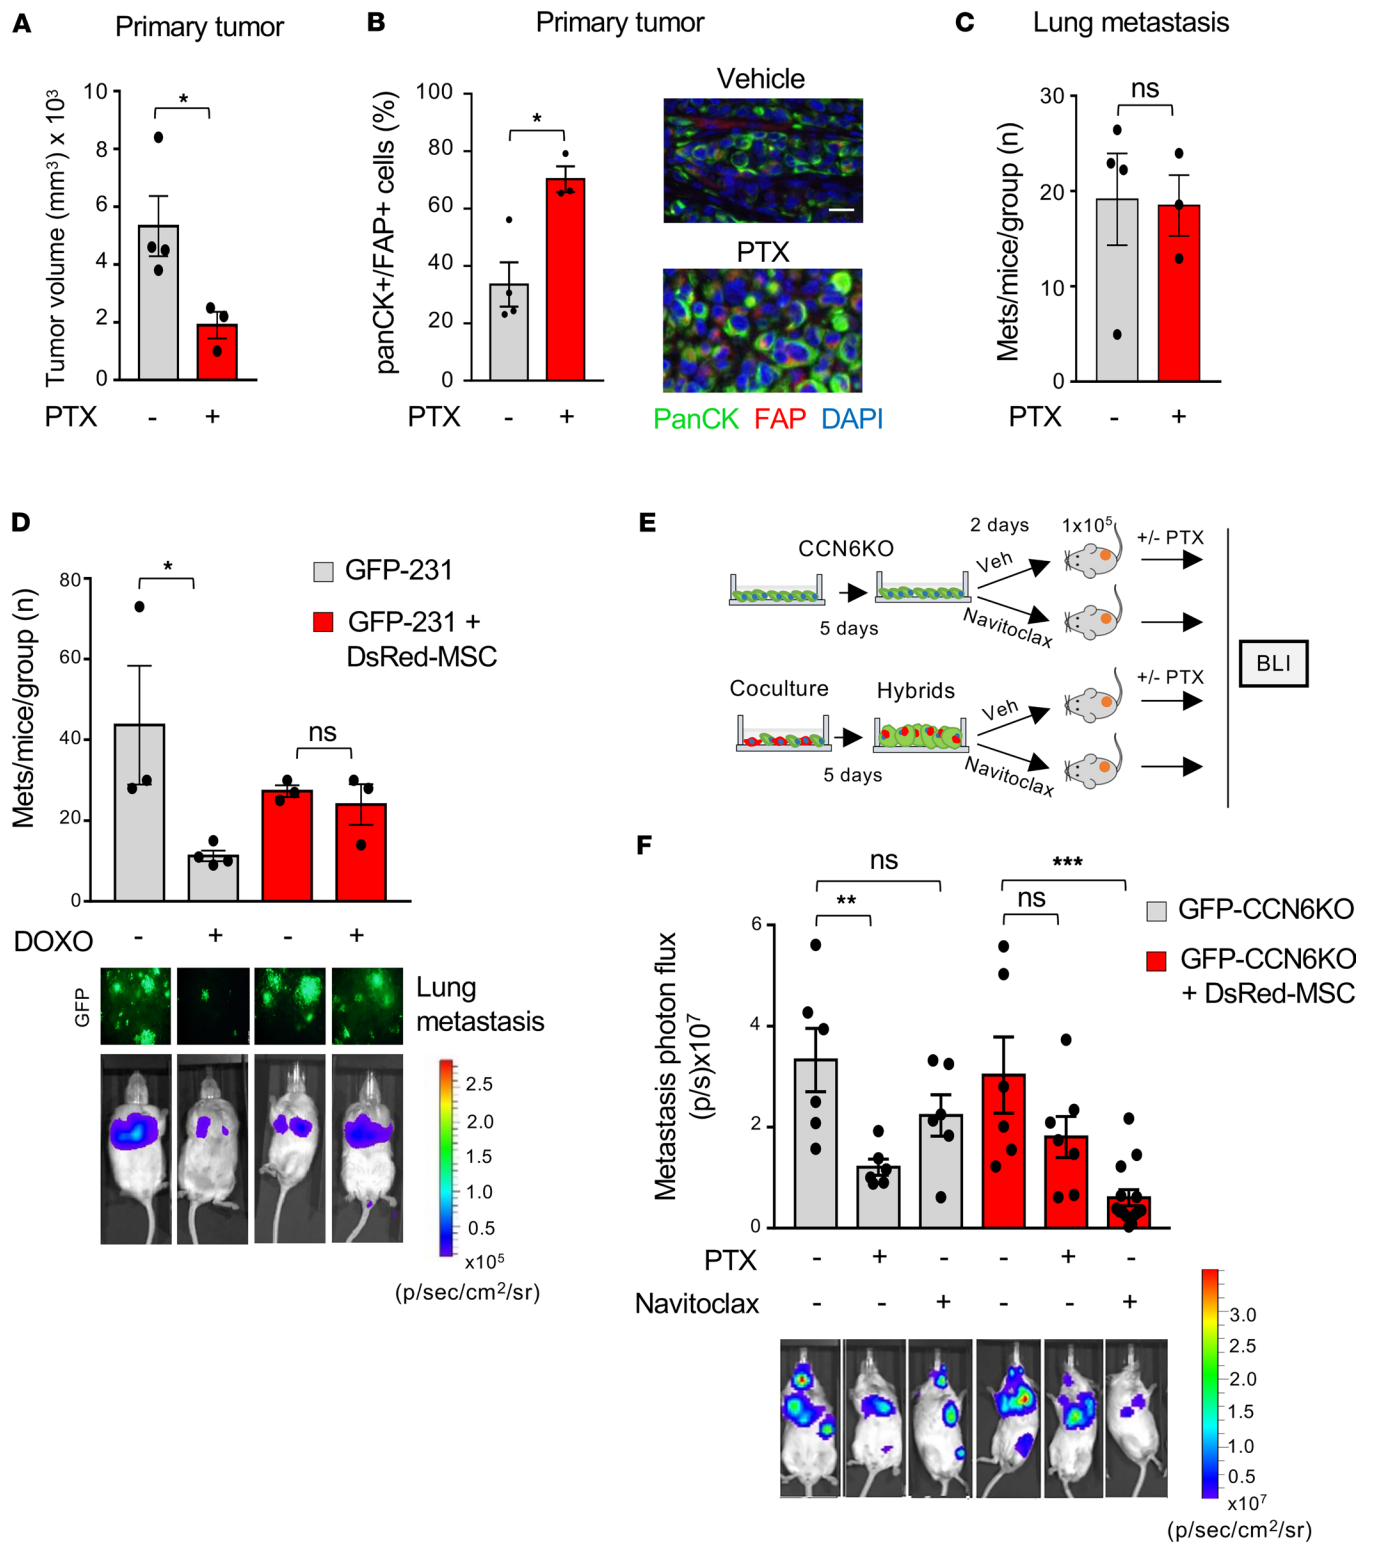 A
Primary tumor
Tumor volume (mm³) x 10³
10
8
6
4
2
0
*
PTX
-
+
B
Primary tumor
panCK+/FAP+ cells (%)
100
80
60
40
20
0
*
PTX
-
+
Vehicle
PTX
PanCK FAP DAPI
C
Lung metastasis
Mets/mice/group (n)
30
20
10
0
ns
PTX
-
+
D
Mets/mice/group (n)
80
60
40
20
0
*
ns
GFP-231
GFP-231 +
DsRed-MSC
DOXO
-
+
-
+
GFP
Lung
metastasis
2.5
2.0
1.5
1.0
0.5
x10⁵
(p/sec/cm²/sr)
E
CCN6KO
5 days
2 days
Veh
Navitoclax
1x10⁵
+/- PTX
Coculture
Hybrids
5 days
Veh
Navitoclax
+/- PTX
BLI
F
Metastasis photon flux
(p/s)x10⁷
6
4
2
0
ns
**
***
ns
GFP-CCN6KO
GFP-CCN6KO
+ DsRed-MSC
PTX
-
+
-
-
+
-
Navitoclax
-
-
+
-
-
+
3.0
2.5
2.0
1.5
1.0
0.5
x10⁷
(p/sec/cm²/sr)